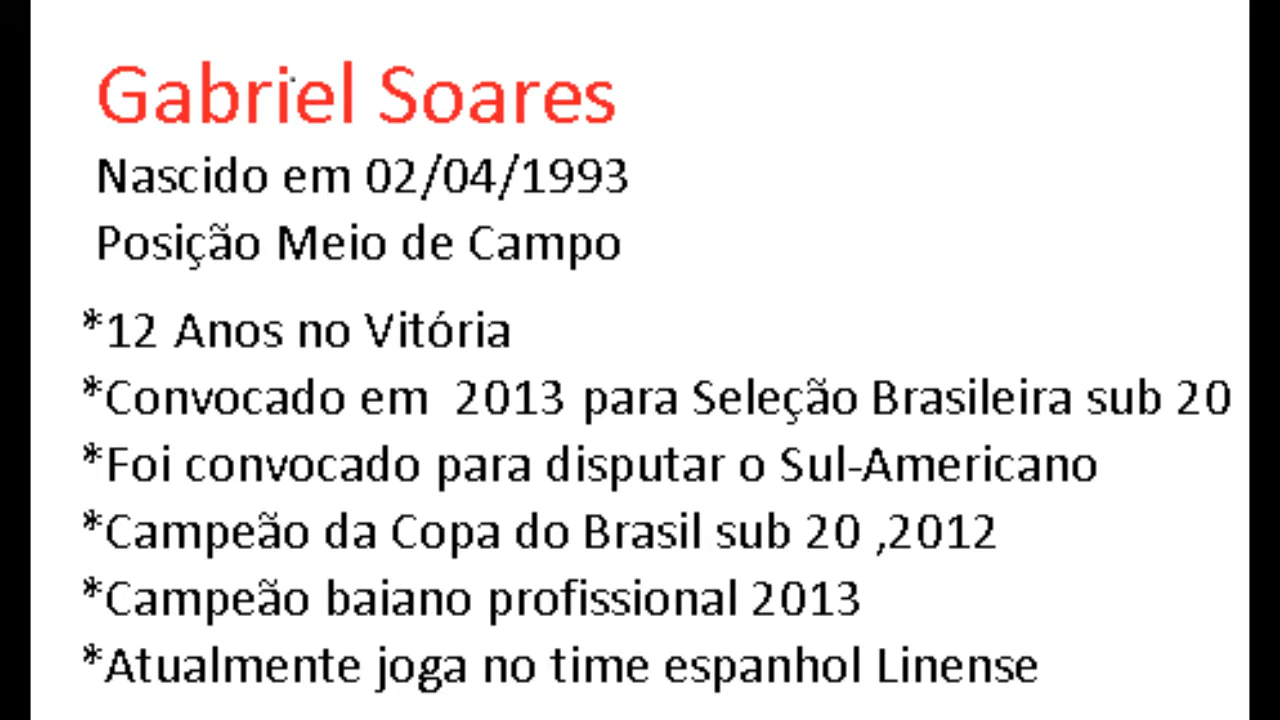 Gabriel Soares
Nascido em 02/04/1993
Posição Meio de Campo
*12 Anos no Vitória
*Convocado em  2013 para Seleção Brasileira sub 20
*Foi convocado para disputar o Sul-Americano
*Campeão da Copa do Brasil sub 20 ,2012
*Campeão baiano profissional 2013
*Atualmente joga no time espanhol Linense